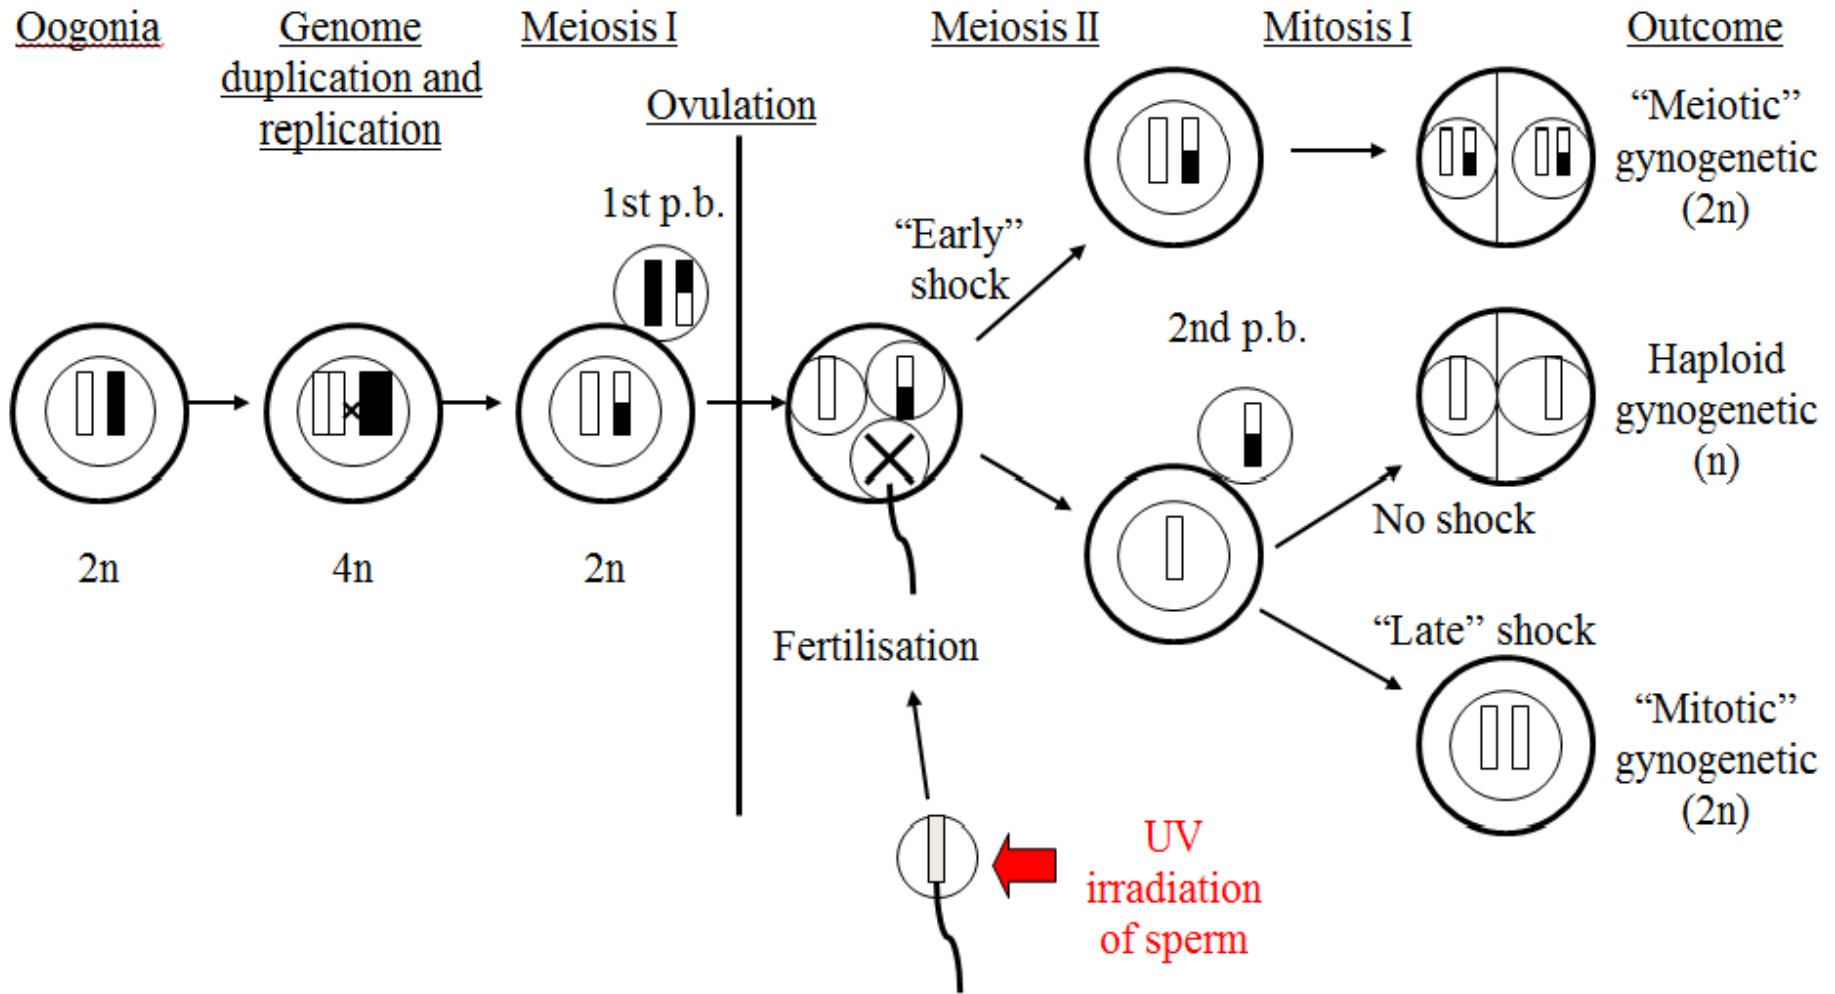 Oogonia
Genome
duplication and
replication
Meiosis I
Ovulation
Meiosis II
Mitosis I
Outcome
1st p.b.
"Early"
shock
"Meiotic"
gynogenetic
(2n)
2nd p.b.
Haploid
gynogenetic
(n)
No shock
2n
4n
2n
Fertilisation
"Late" shock
"Mitotic"
gynogenetic
(2n)
UV
irradiation
of sperm